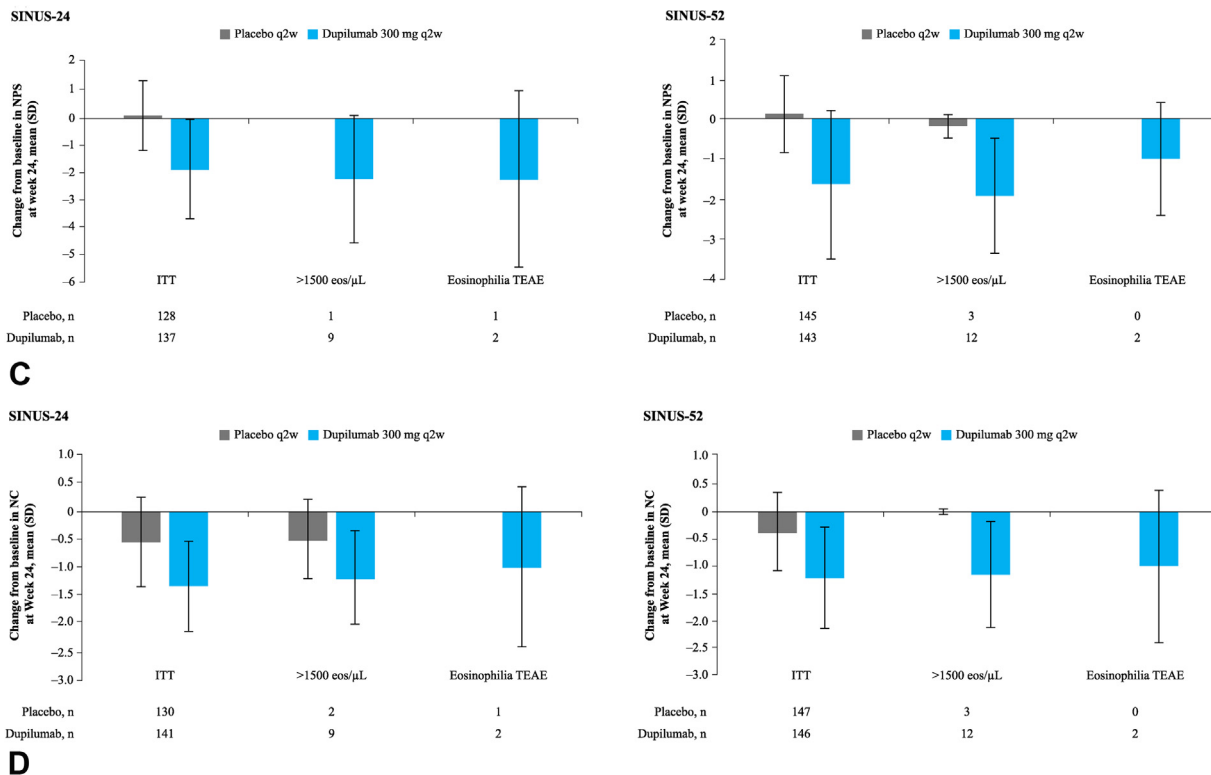 SINUS-24
Placebo q2w Dupilumab 300 mg q2w
Change from baseline in NPS
at week 24, mean (SD)
2
1
0
–1
–2
–3
–4
–5
–6
ITT >1500 eos/µL Eosinophilia TEAE
Placebo, n 128 1 1
Dupilumab, n 137 9 2
SINUS-52
Placebo q2w Dupilumab 300 mg q2w
Change from baseline in NPS
at week 24, mean (SD)
2
1
0
–1
–2
–3
–4
ITT >1500 eos/µL Eosinophilia TEAE
Placebo, n 145 3 0
Dupilumab, n 143 12 2
C
SINUS-24
Placebo q2w Dupilumab 300 mg q2w
Change from baseline in NC
at Week 24, mean (SD)
1.0
0.5
0
–0.5
–1.0
–1.5
–2.0
–2.5
–3.0
ITT >1500 eos/µL Eosinophilia TEAE
Placebo, n 130 2 1
Dupilumab, n 141 9 2
SINUS-52
Placebo q2w Dupilumab 300 mg q2w
Change from baseline in NC
at Week 24, mean (SD)
1.0
0.5
0
–0.5
–1.0
–1.5
–2.0
–2.5
–3.0
ITT >1500 eos/µL Eosinophilia TEAE
Placebo, n 147 3 0
Dupilumab, n 146 12 2
D